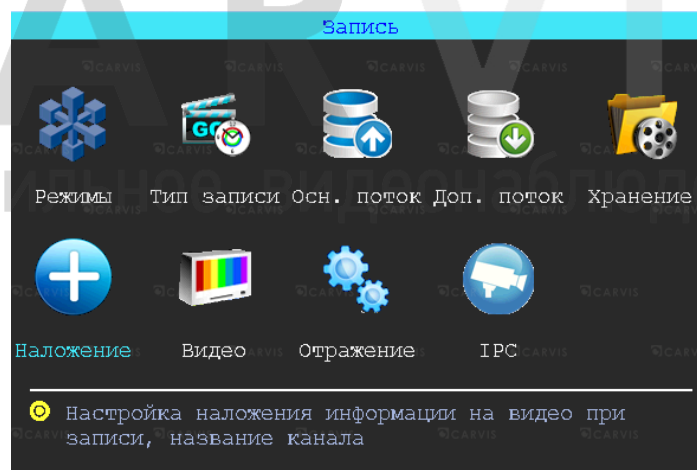 Запись
Режимы Тип записи Осн. поток Доп. поток Хранение
Наложение Видео Отражение IPC
Настройка наложения информации на видео при
записи, название канала
CARVIS